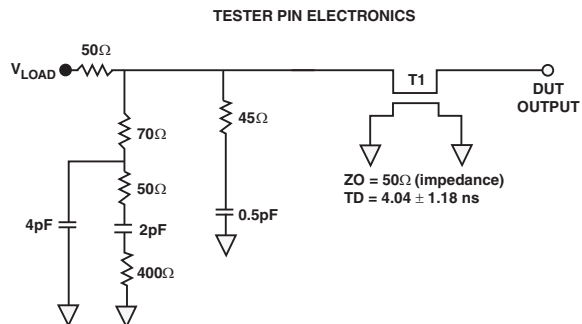 TESTER PIN ELECTRONICS
50Ω
VLOAD
T1
DUT
OUTPUT
70Ω
45Ω
50Ω
ZO = 50Ω (impedance)
TD = 4.04 ± 1.18 ns
4pF
2pF
0.5pF
400Ω